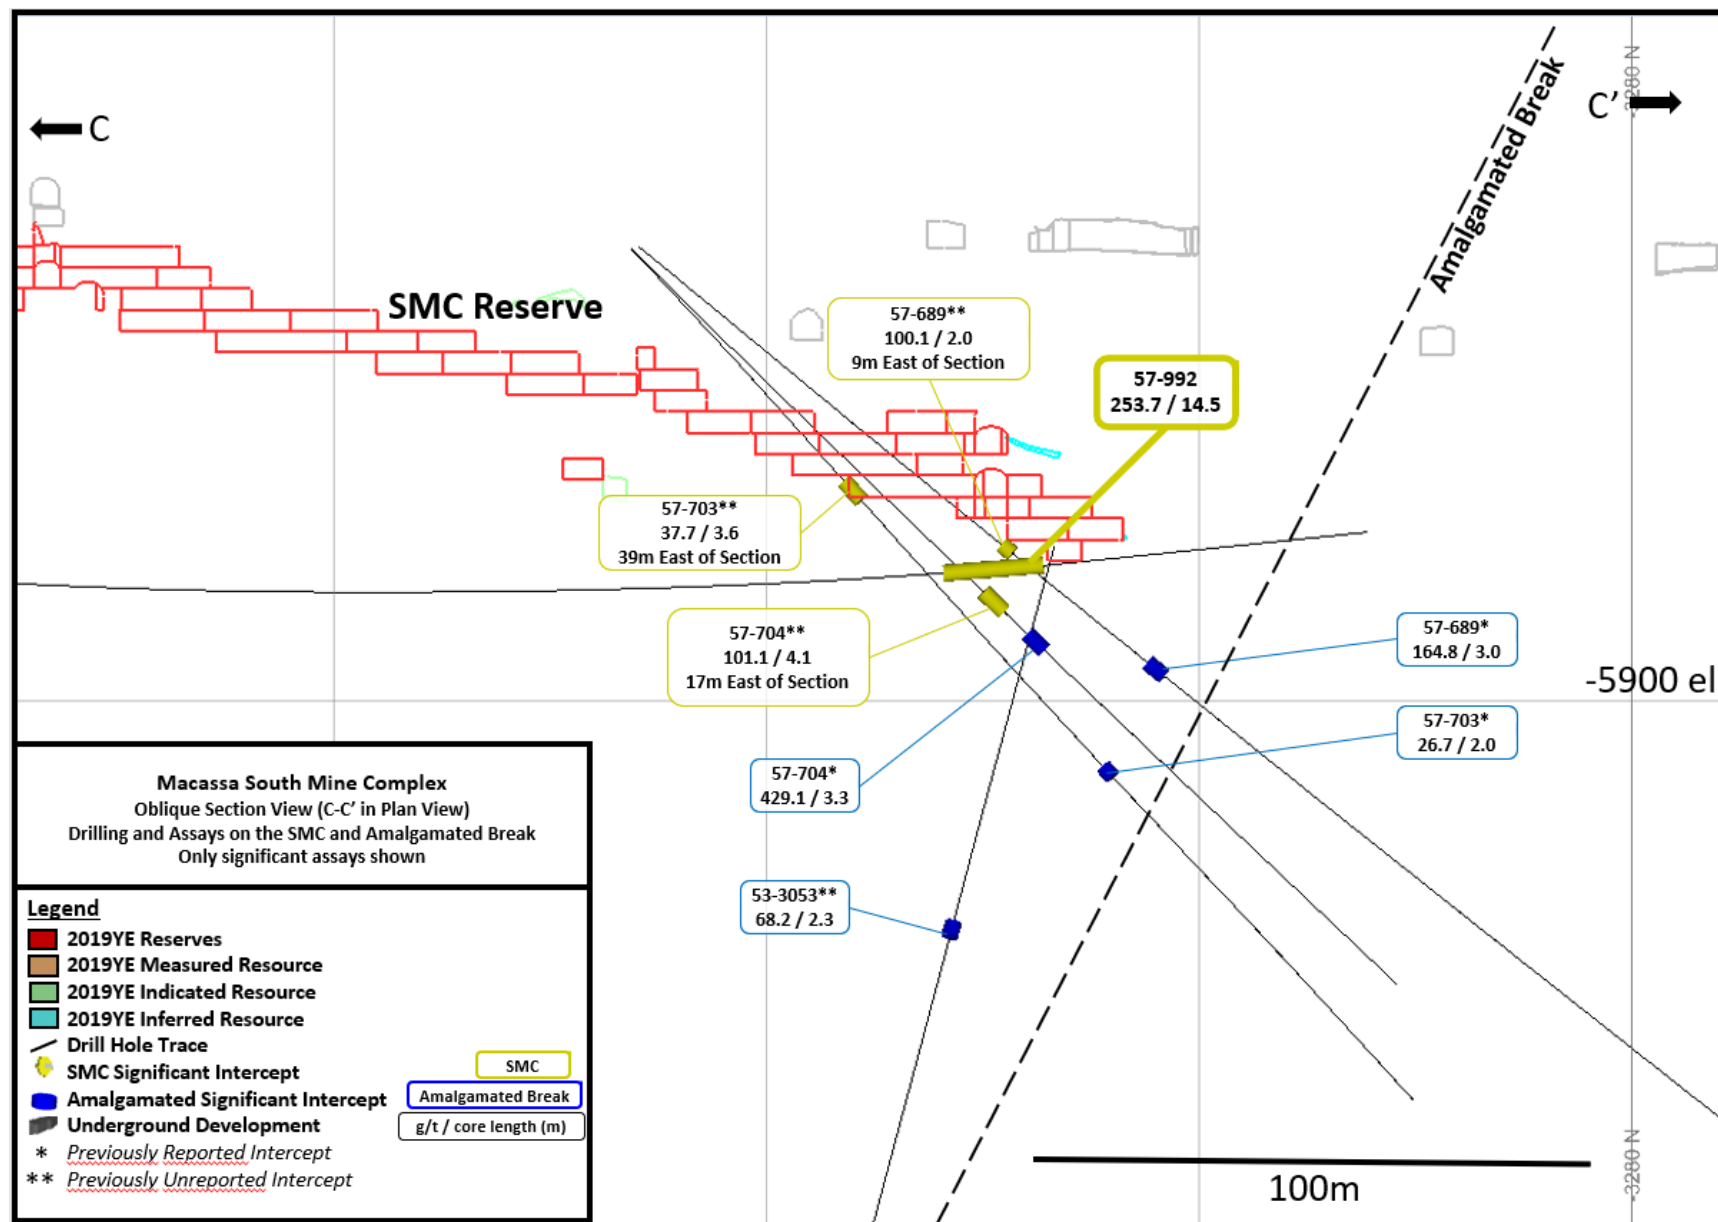 C
C’
-3280 N
Amalgamated Break
SMC Reserve
57-689**
100.1 / 2.0
9m East of Section
57-992
253.7 / 14.5
57-703**
37.7 / 3.6
39m East of Section
57-704**
101.1 / 4.1
17m East of Section
57-689*
164.8 / 3.0
-5900 el
57-703*
26.7 / 2.0
57-704*
429.1 / 3.3
53-3053**
68.2 / 2.3
Macassa South Mine Complex
Oblique Section View (C-C’ in Plan View)
Drilling and Assays on the SMC and Amalgamated Break
Only significant assays shown
Legend
2019YE Reserves
2019YE Measured Resource
2019YE Indicated Resource
2019YE Inferred Resource
Drill Hole Trace
SMC Significant Intercept
SMC
Amalgamated Significant Intercept
Amalgamated Break
Underground Development
g/t / core length (m)
* Previously Reported Intercept
** Previously Unreported Intercept
100m
-3280 N